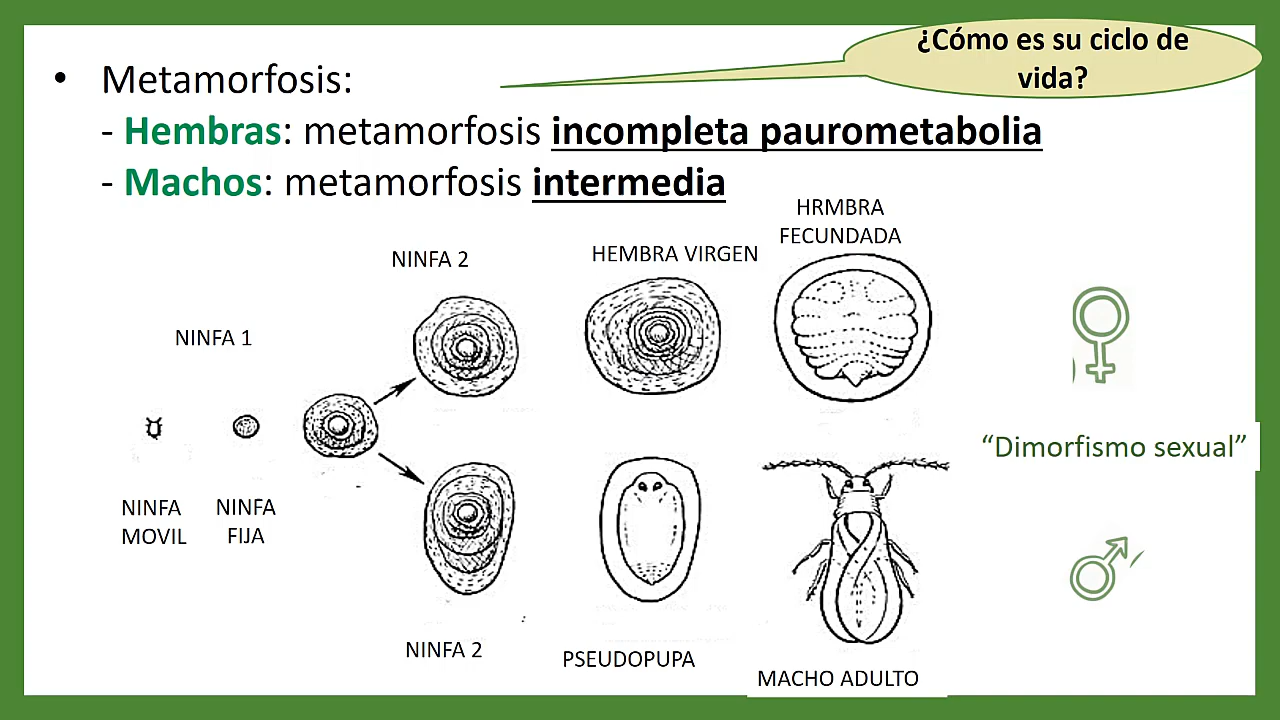 ¿Cómo es su ciclo de
vida?
• Metamorfosis:
- Hembras: metamorfosis incompleta paurometabolia
- Machos: metamorfosis intermedia
HRMBRA
FECUNDADA
NINFA 2
HEMBRA VIRGEN
NINFA 1
“Dimorfismo sexual”
NINFA
MOVIL
NINFA
FIJA
NINFA 2
PSEUDOPUPA
MACHO ADULTO